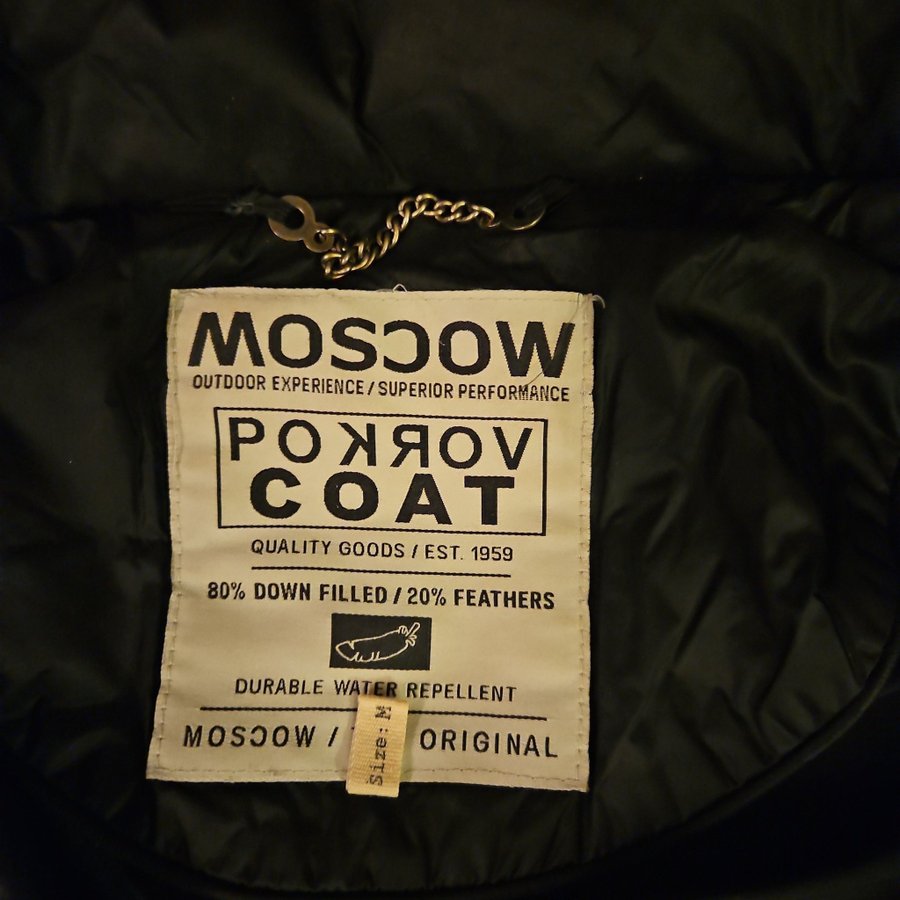 MOSCOW
OUTDOOR EXPERIENCE / SUPERIOR PERFORMANCE
POKROV
COAT
QUALITY GOODS / EST. 1959
80% DOWN FILLED / 20% FEATHERS
DURABLE WATER REPELLENT
MOSCOW / ORIGINAL
Size: M